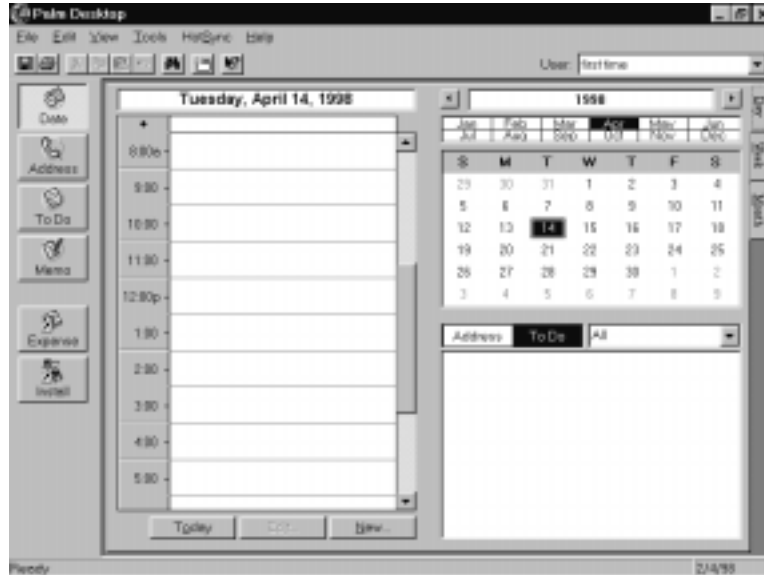 Palm Desktop
File Edit View Tools HotSync Help
User: first time
Date
Address
To Do
Memo
Expense
Install
Tuesday, April 14, 1998
8:00a
9:00
10:00
11:00
12:00p
1:00
2:00
3:00
4:00
5:00
Today Edit... New...
1998
Jan Feb Mar Apr May Jun
Jul Aug Sep Oct Nov Dec
S M T W T F S
29 30 31 1 2 3 4
5 6 7 8 9 10 11
12 13 14 15 16 17 18
19 20 21 22 23 24 25
26 27 28 29 30 1 2
3 4 5 6 7 8 9
Address To Do All
Day
Week
Month
Ready 2/4/98